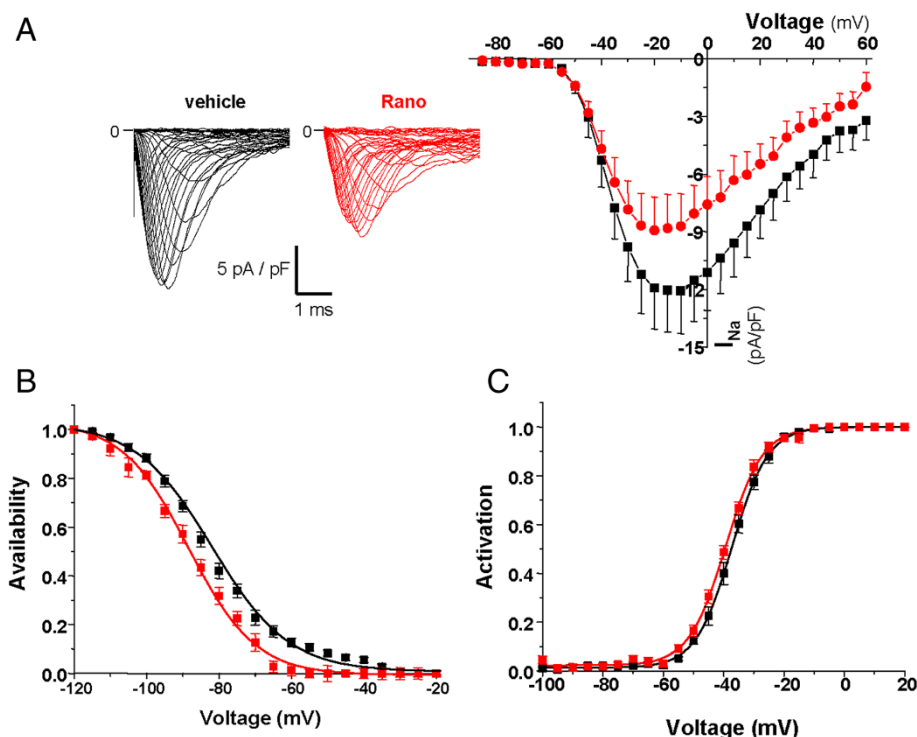 A
vehicle
Rano
0
0
5 pA / pF
1 ms
Voltage (mV)
-80 -60 -40 -20 0 20 40 60
0
-3
-6
-9
-12
-15
INa
(pA/pF)
B
1.0
0.8
0.6
0.4
0.2
0.0
Availability
-120 -100 -80 -60 -40 -20
Voltage (mV)
C
1.0
0.8
0.6
0.4
0.2
0.0
Activation
-100 -80 -60 -40 -20 0 20
Voltage (mV)